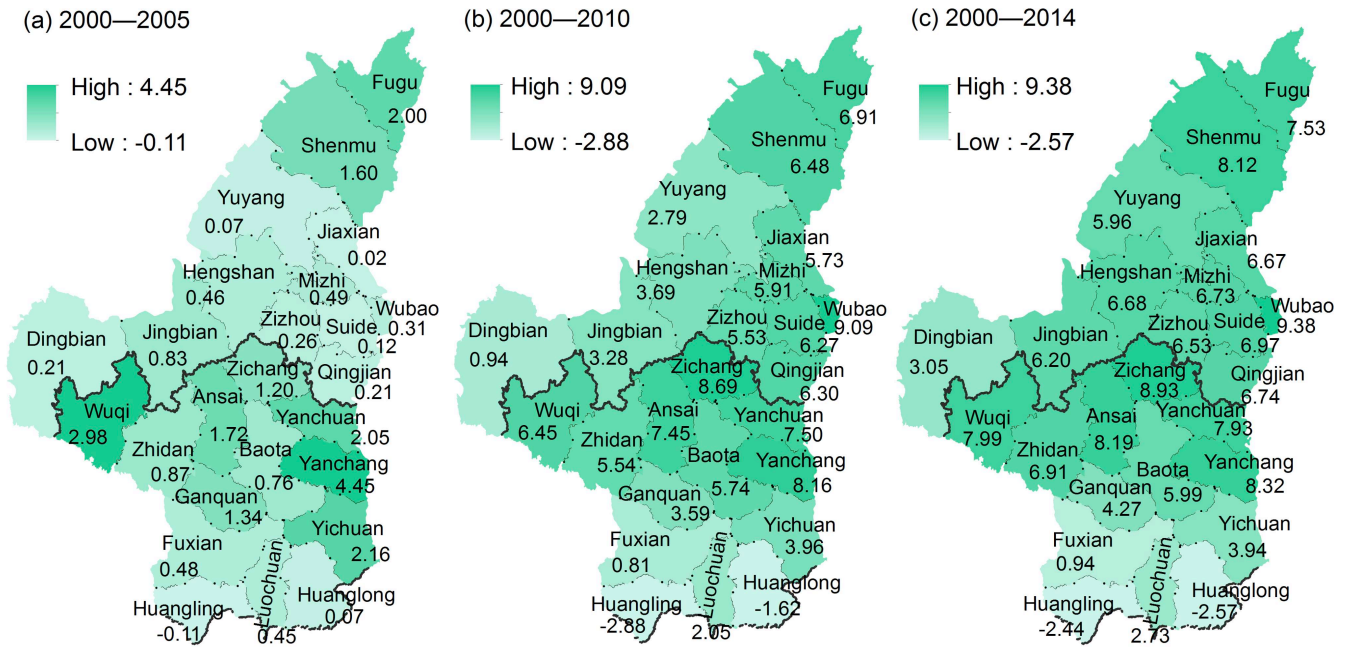 (a) 2000—2005
High : 4.45
Low : -0.11
Fugu
2.00
Shenmu
1.60
Yuyang
0.07
Jiaxian
0.02
Hengshan
0.46
Mizhi
0.49
Wubao
0.31
Zizhou
0.26
Suide
0.12
Dingbian
0.21
Jingbian
0.83
Zichang
1.20
Qingjian
0.21
Wuqi
2.98
Ansai
1.72
Yanchuan
2.05
Zhidan
0.87
Baota
0.76
Yanchang
4.45
Ganquan
1.34
Yichuan
2.16
Fuxian
0.48
Luochuan
0.45
Huanglong
0.07
Huangling
-0.11
(b) 2000—2010
High : 9.09
Low : -2.88
Fugu
6.91
Shenmu
6.48
Yuyang
2.79
Jiaxian
5.73
Hengshan
3.69
Mizhi
5.91
Wubao
9.09
Zizhou
5.53
Suide
6.27
Dingbian
0.94
Jingbian
3.28
Zichang
8.69
Qingjian
6.30
Wuqi
6.45
Ansai
7.45
Yanchuan
7.50
Zhidan
5.54
Baota
5.74
Yanchang
8.16
Ganquan
3.59
Yichuan
3.96
Fuxian
0.81
Luochuan
2.05
Huanglong
-1.62
Huangling
-2.88
(c) 2000—2014
High : 9.38
Low : -2.57
Fugu
7.53
Shenmu
8.12
Yuyang
5.96
Jjaxian
6.67
Hengshan
6.68
Mizhi
6.73
Wubao
9.38
Zizhou
6.53
Suide
6.97
Dingbian
3.05
Jingbian
6.20
Zichang
8.93
Qingjian
6.74
Wuqi
7.99
Ansai
8.19
Yanchuan
7.93
Zhidan
6.91
Baota
5.99
Yanchang
8.32
Ganquan
4.27
Yichuan
3.94
Fuxian
0.94
Luochuan
2.73
Huanglong
-2.57
Huangling
-2.44